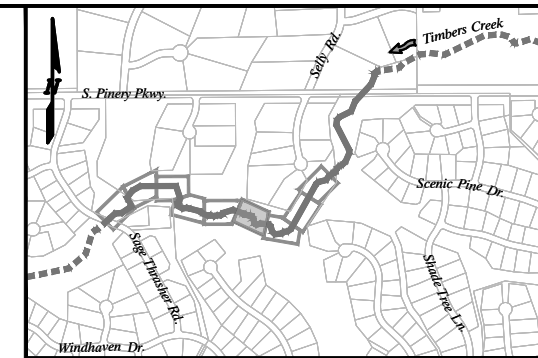 Timbers Creek
Selly Rd.
N
S. Pinery Pkwy.
Scenic Pine Dr.
Sage Thrasher Rd.
Shade Tree Ln.
Windhaven Dr.